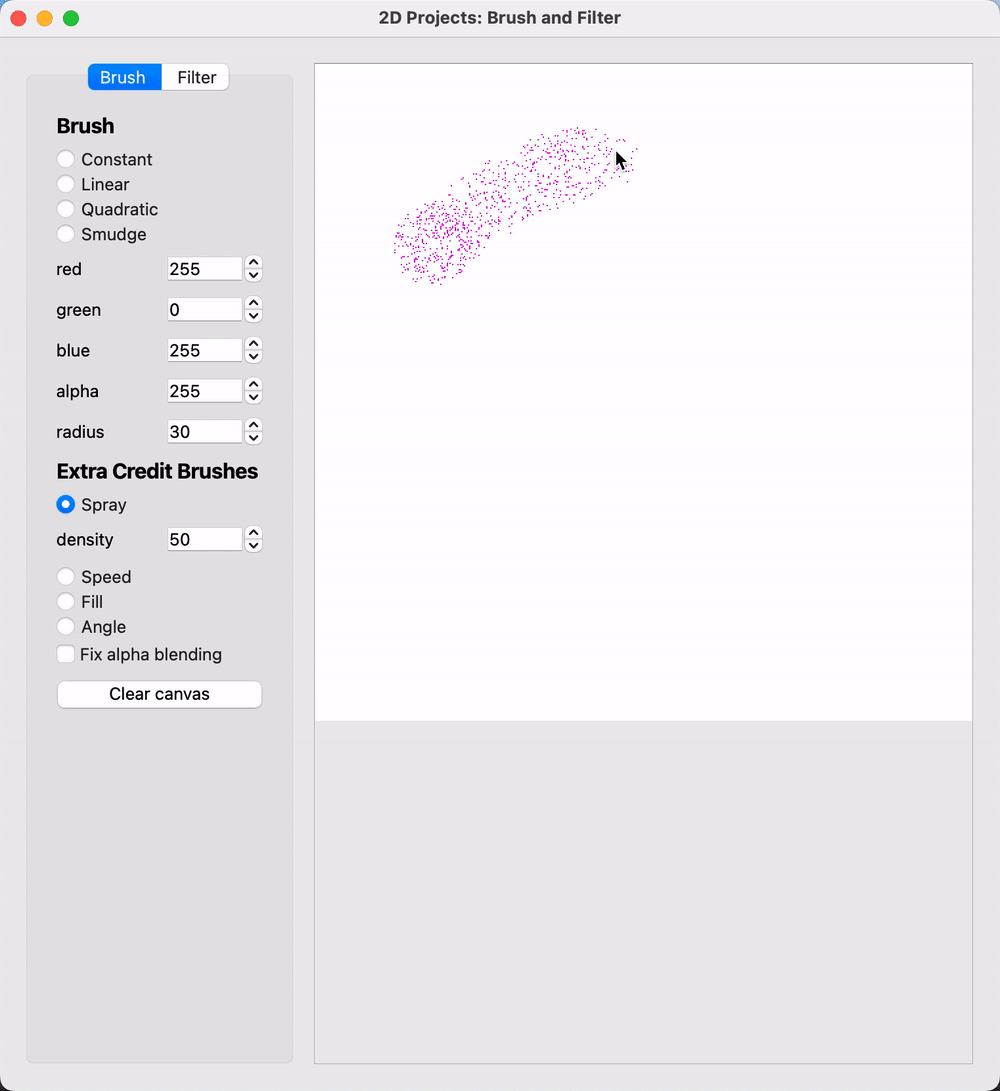 2D Projects: Brush and Filter
Brush Filter
Brush
Constant
Linear
Quadratic
Smudge
red 255
green 0
blue 255
alpha 255
radius 30
Extra Credit Brushes
Spray
density 50
Speed
Fill
Angle
Fix alpha blending
Clear canvas